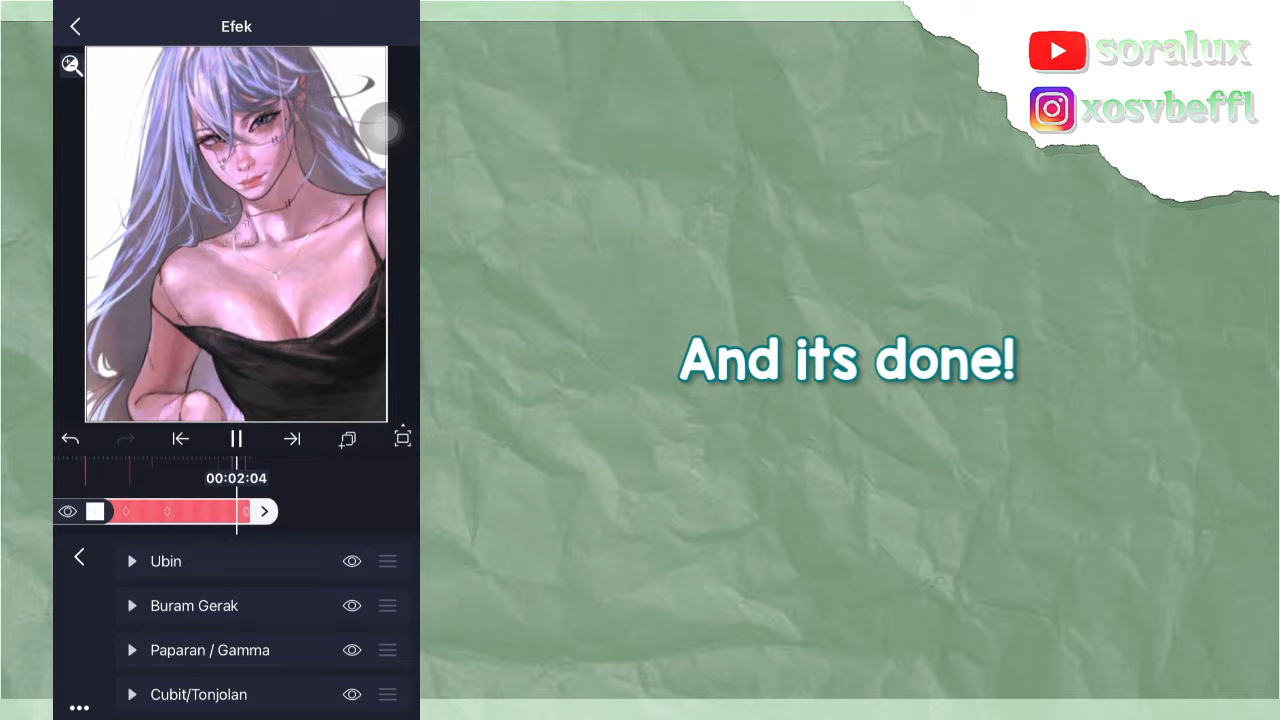 Efek
soralux
xosvbeffl
And its done!
00:02:04
Ubin
Buram Gerak
Paparan / Gamma
Cubit/Tonjolan